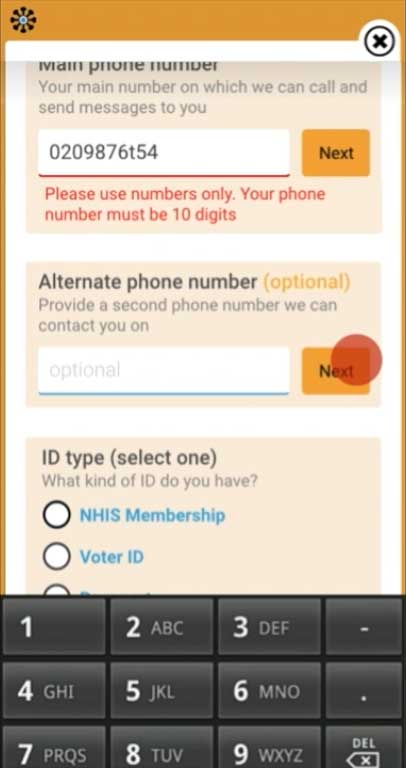 Main phone number
Your main number on which we can call and
send messages to you
0209876t54
Next
Please use numbers only. Your phone
number must be 10 digits
Alternate phone number (optional)
Provide a second phone number we can
contact you on
optional
Next
ID type (select one)
What kind of ID do you have?
NHIS Membership
Voter ID
1
2 ABC
3 DEF
-
4 GHI
5 JKL
6 MNO
.
7 PRQS
8 TUV
9 WXYZ
DEL